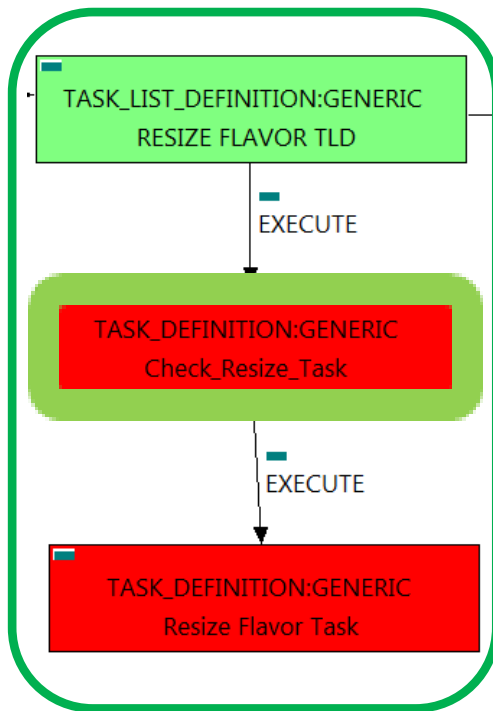 TASK_LIST_DEFINITION:GENERIC
RESIZE FLAVOR TLD
EXECUTE
TASK_DEFINITION:GENERIC
Check_Resize_Task
EXECUTE
TASK_DEFINITION:GENERIC
Resize Flavor Task